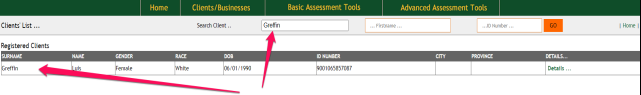 Home Clients/Businesses Basic Assessment Tools Advanced Assessment Tools
Clients' List ... Search Client... Greffin ... Firstname... ...ID Number ... GO | Home |
Registered Clients
SURNAME NAME GENDER RACE DOB ID NUMBER CITY PROVINCE DETAILS...
Greffin Luis Female White 06/01/1990 9001065857087 Details ...